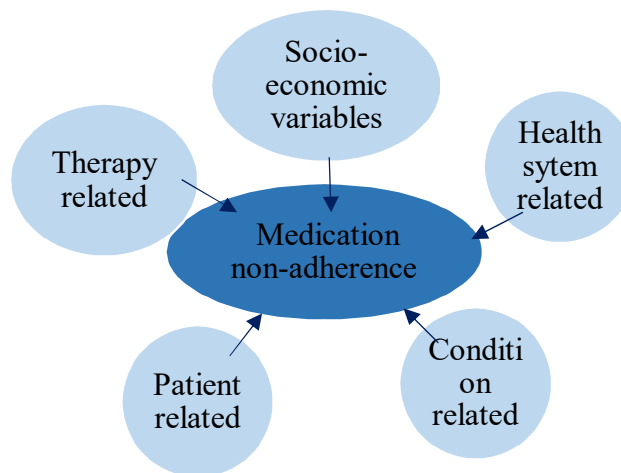 Socio-
economic
variables
Therapy
related
Health
sytem
related
Medication
non-adherence
Patient
related
Conditi
on
related